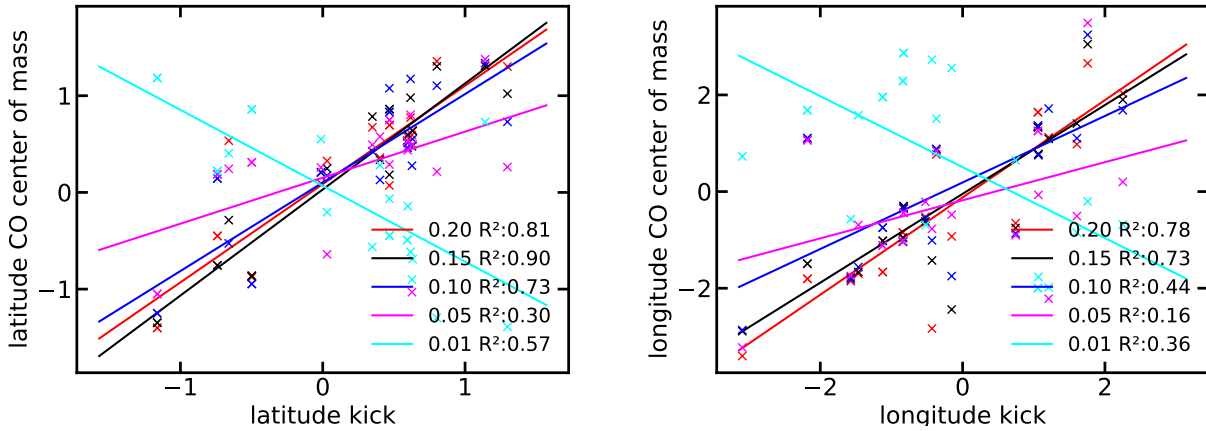 latitude CO center of mass
1
0
−1
−1
0
1
latitude kick
0.20 R²:0.81
0.15 R²:0.90
0.10 R²:0.73
0.05 R²:0.30
0.01 R²:0.57
longitude CO center of mass
2
0
−2
−2
0
2
longitude kick
0.20 R²:0.78
0.15 R²:0.73
0.10 R²:0.44
0.05 R²:0.16
0.01 R²:0.36